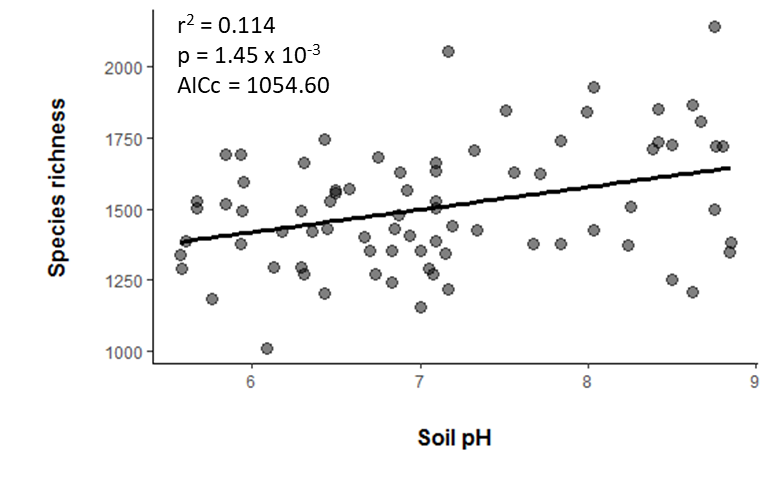 r² = 0.114
p = 1.45 x 10⁻³
AICc = 1054.60
Species richness
2000
1750
1500
1250
1000
6 7 8 9
Soil pH